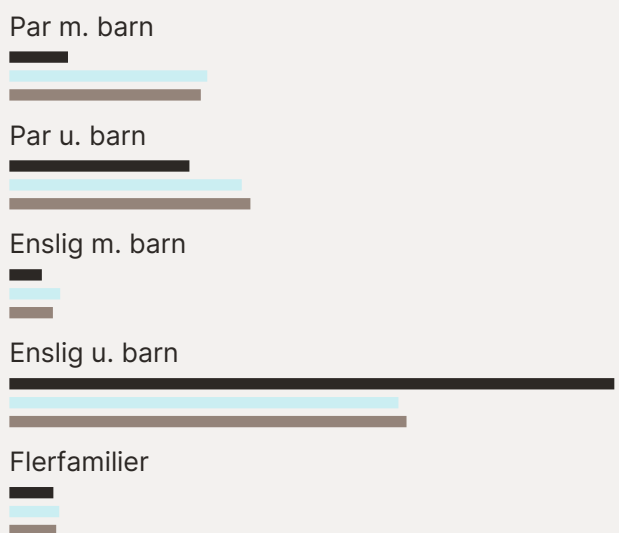 Par m. barn
Par u. barn
Enslig m. barn
Enslig u. barn
Flerfamilier